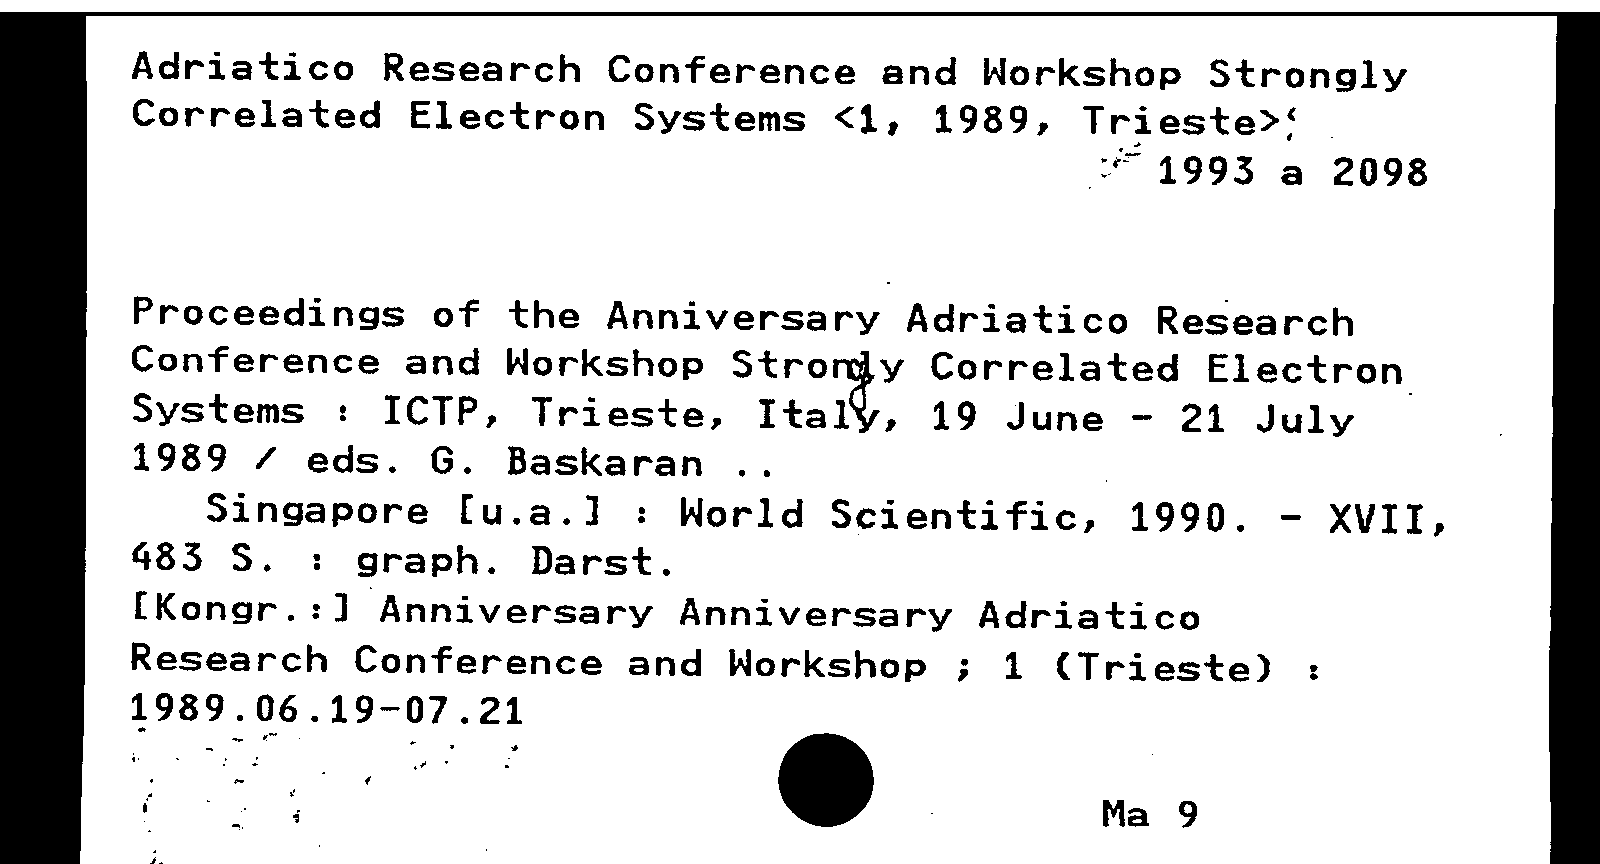 Adriatico Research Conference and Workshop Strongly
Correlated Electron Systems <1, 1989, Trieste>
1993 a 2098
Proceedings of the Anniversary Adriatico Research
Conference and Workshop Strongly Correlated Electron
Systems : ICTP, Trieste, Italy, 19 June - 21 July
1989 / eds. G. Baskaran ..
Singapore [u.a.] : World Scientific, 1990. - XVII,
483 S. : graph. Darst.
[Kongr.:] Anniversary Anniversary Adriatico
Research Conference and Workshop ; 1 (Trieste) :
1989.06.19-07.21
Ma 9